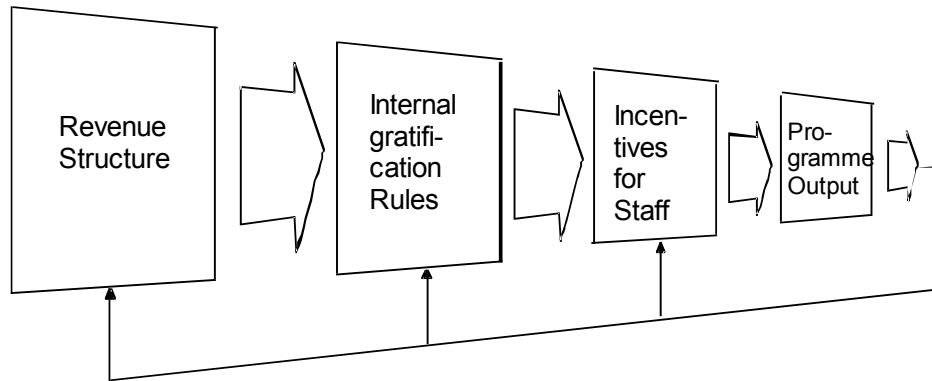 Revenue
Structure
Internal
gratifi-
cation
Rules
Incen-
tives
for
Staff
Pro-
gramme
Output